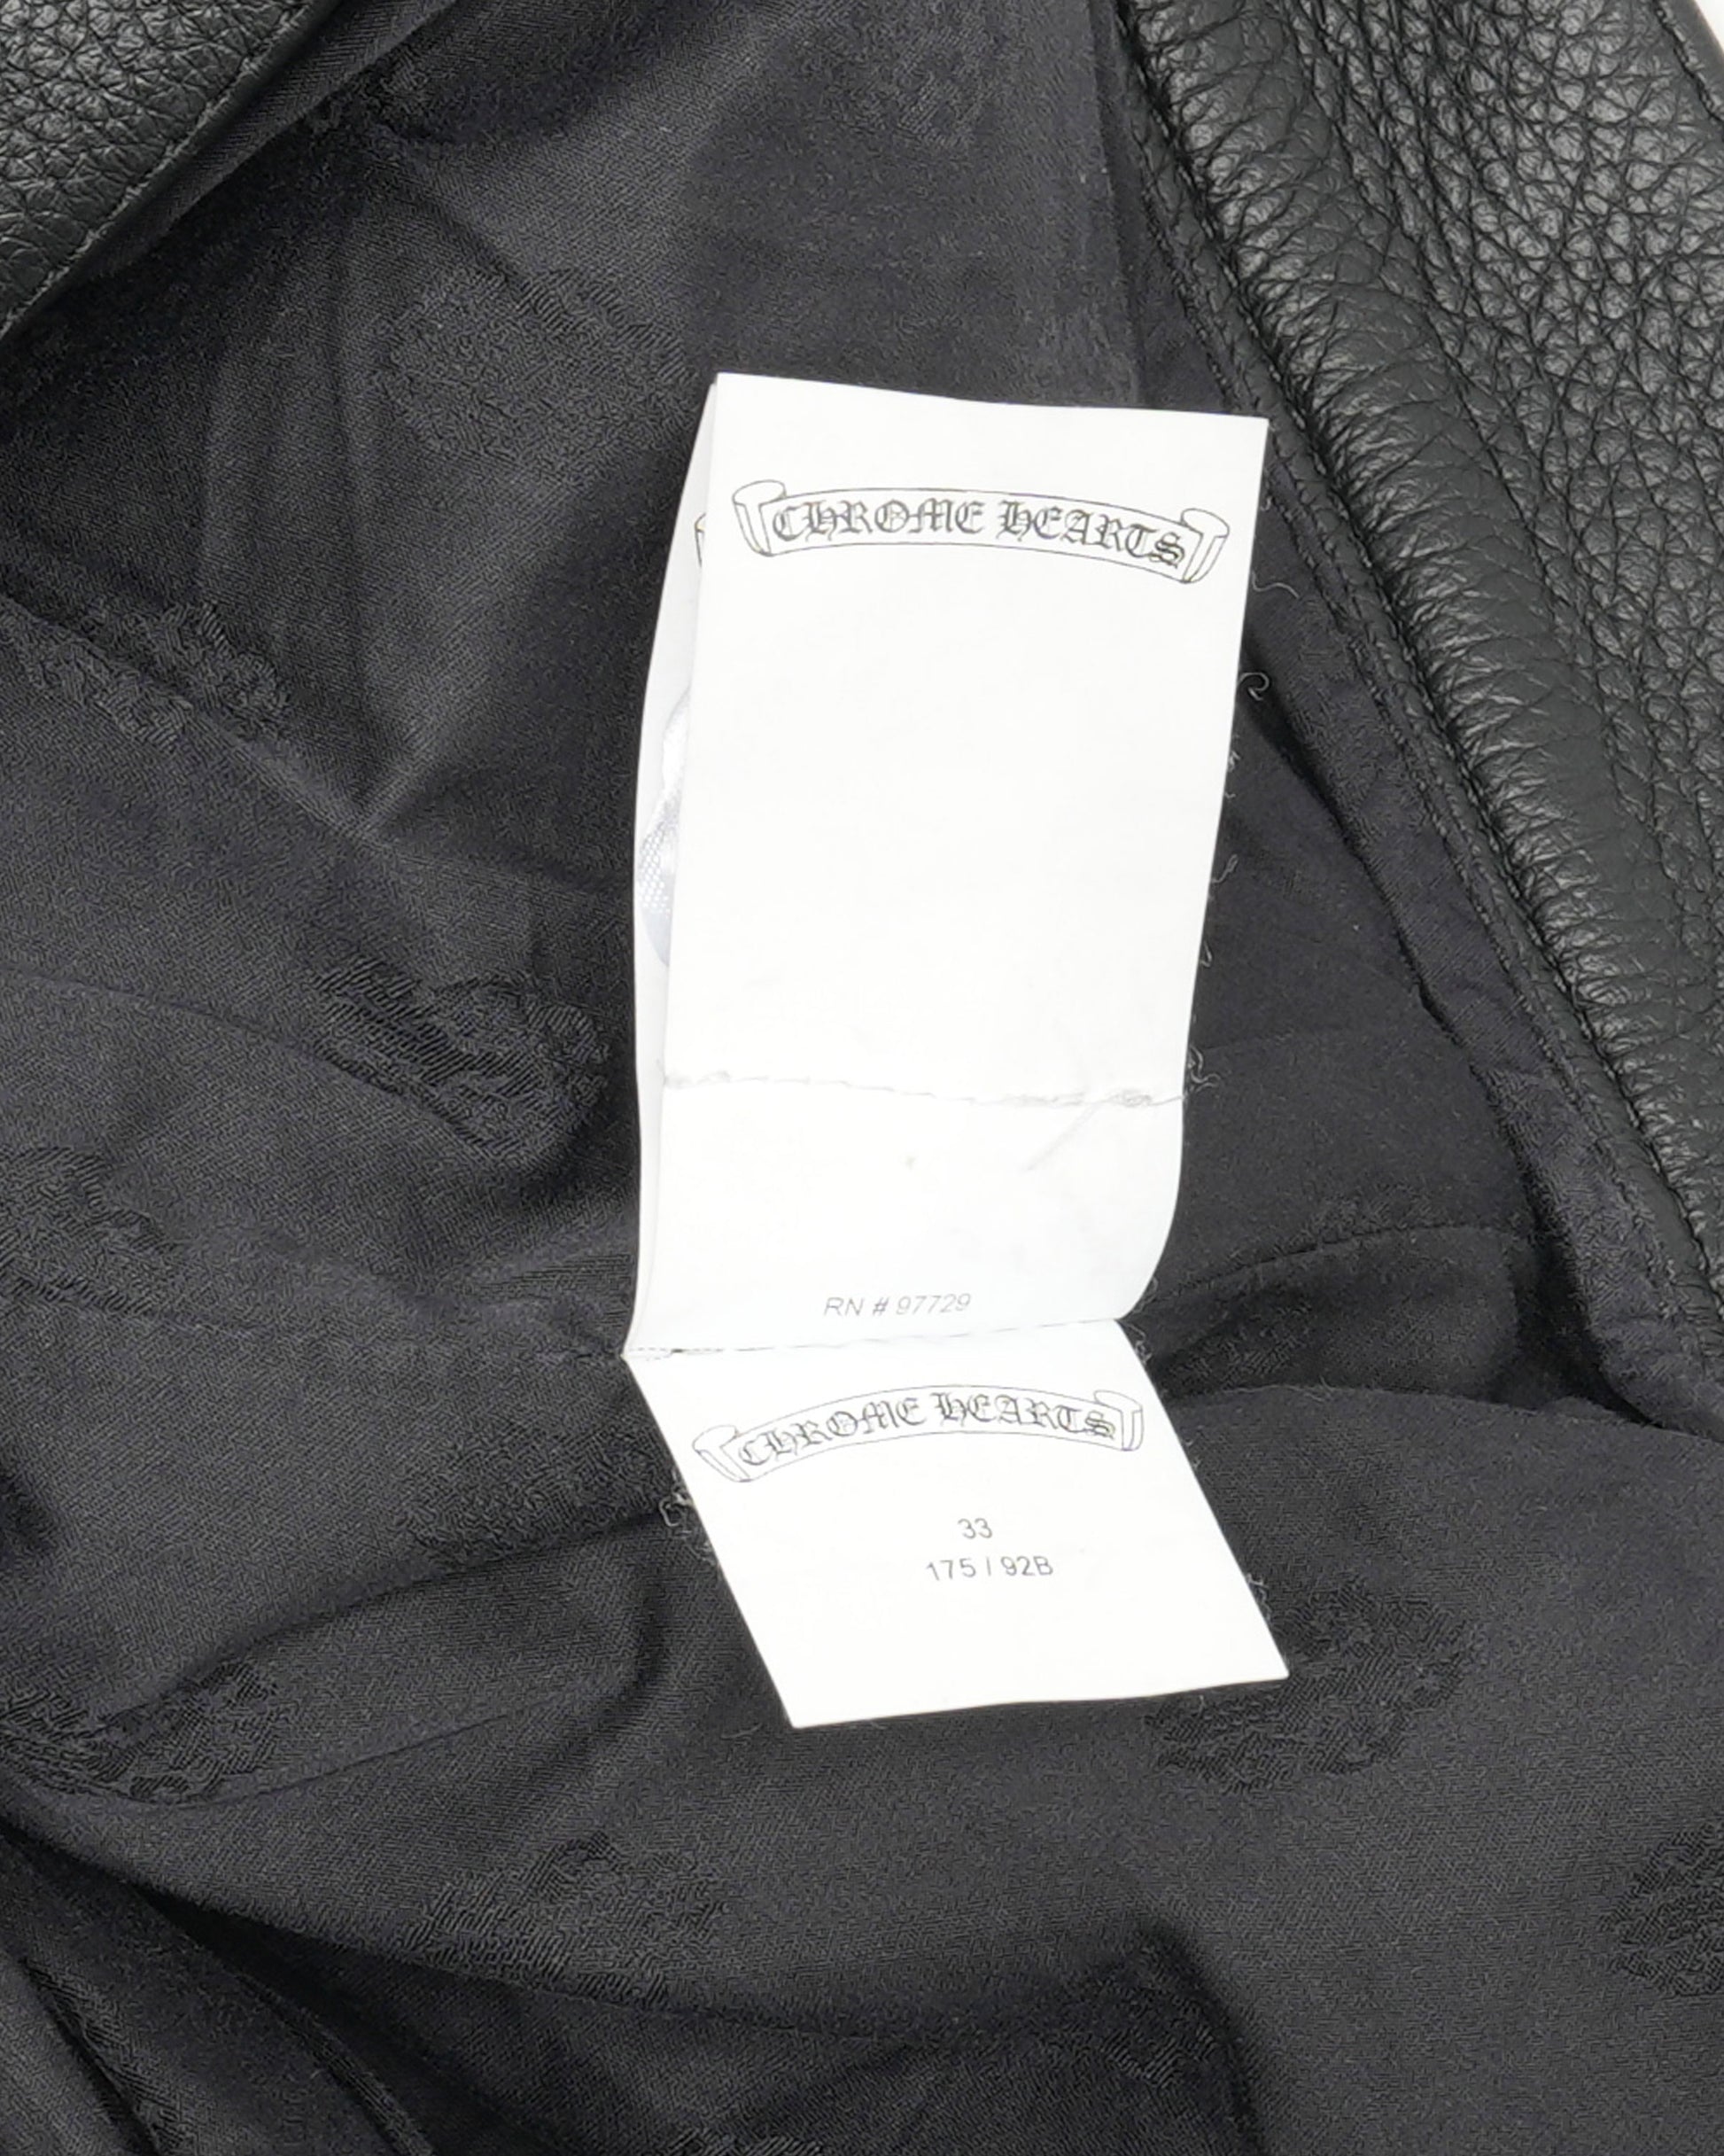 CHROME HEARTS
RN # 97729
CHROME HEARTS
33
175 / 92B